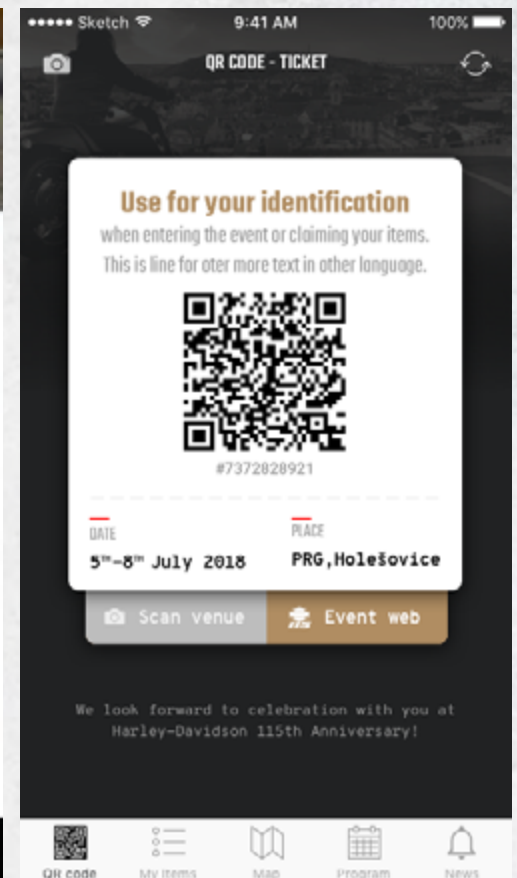 Sketch 9:41 AM 100%
QR CODE - TICKET
Use for your identification
when entering the event or claiming your items.
This is line for oter more text in other language.
#7372828921
DATE PLACE
5TH-8TH July 2018 PRG,Holešovice
Scan venue Event web
We look forward to celebration with you at
Harley-Davidson 115th Anniversary!
QR code My items Map Program News